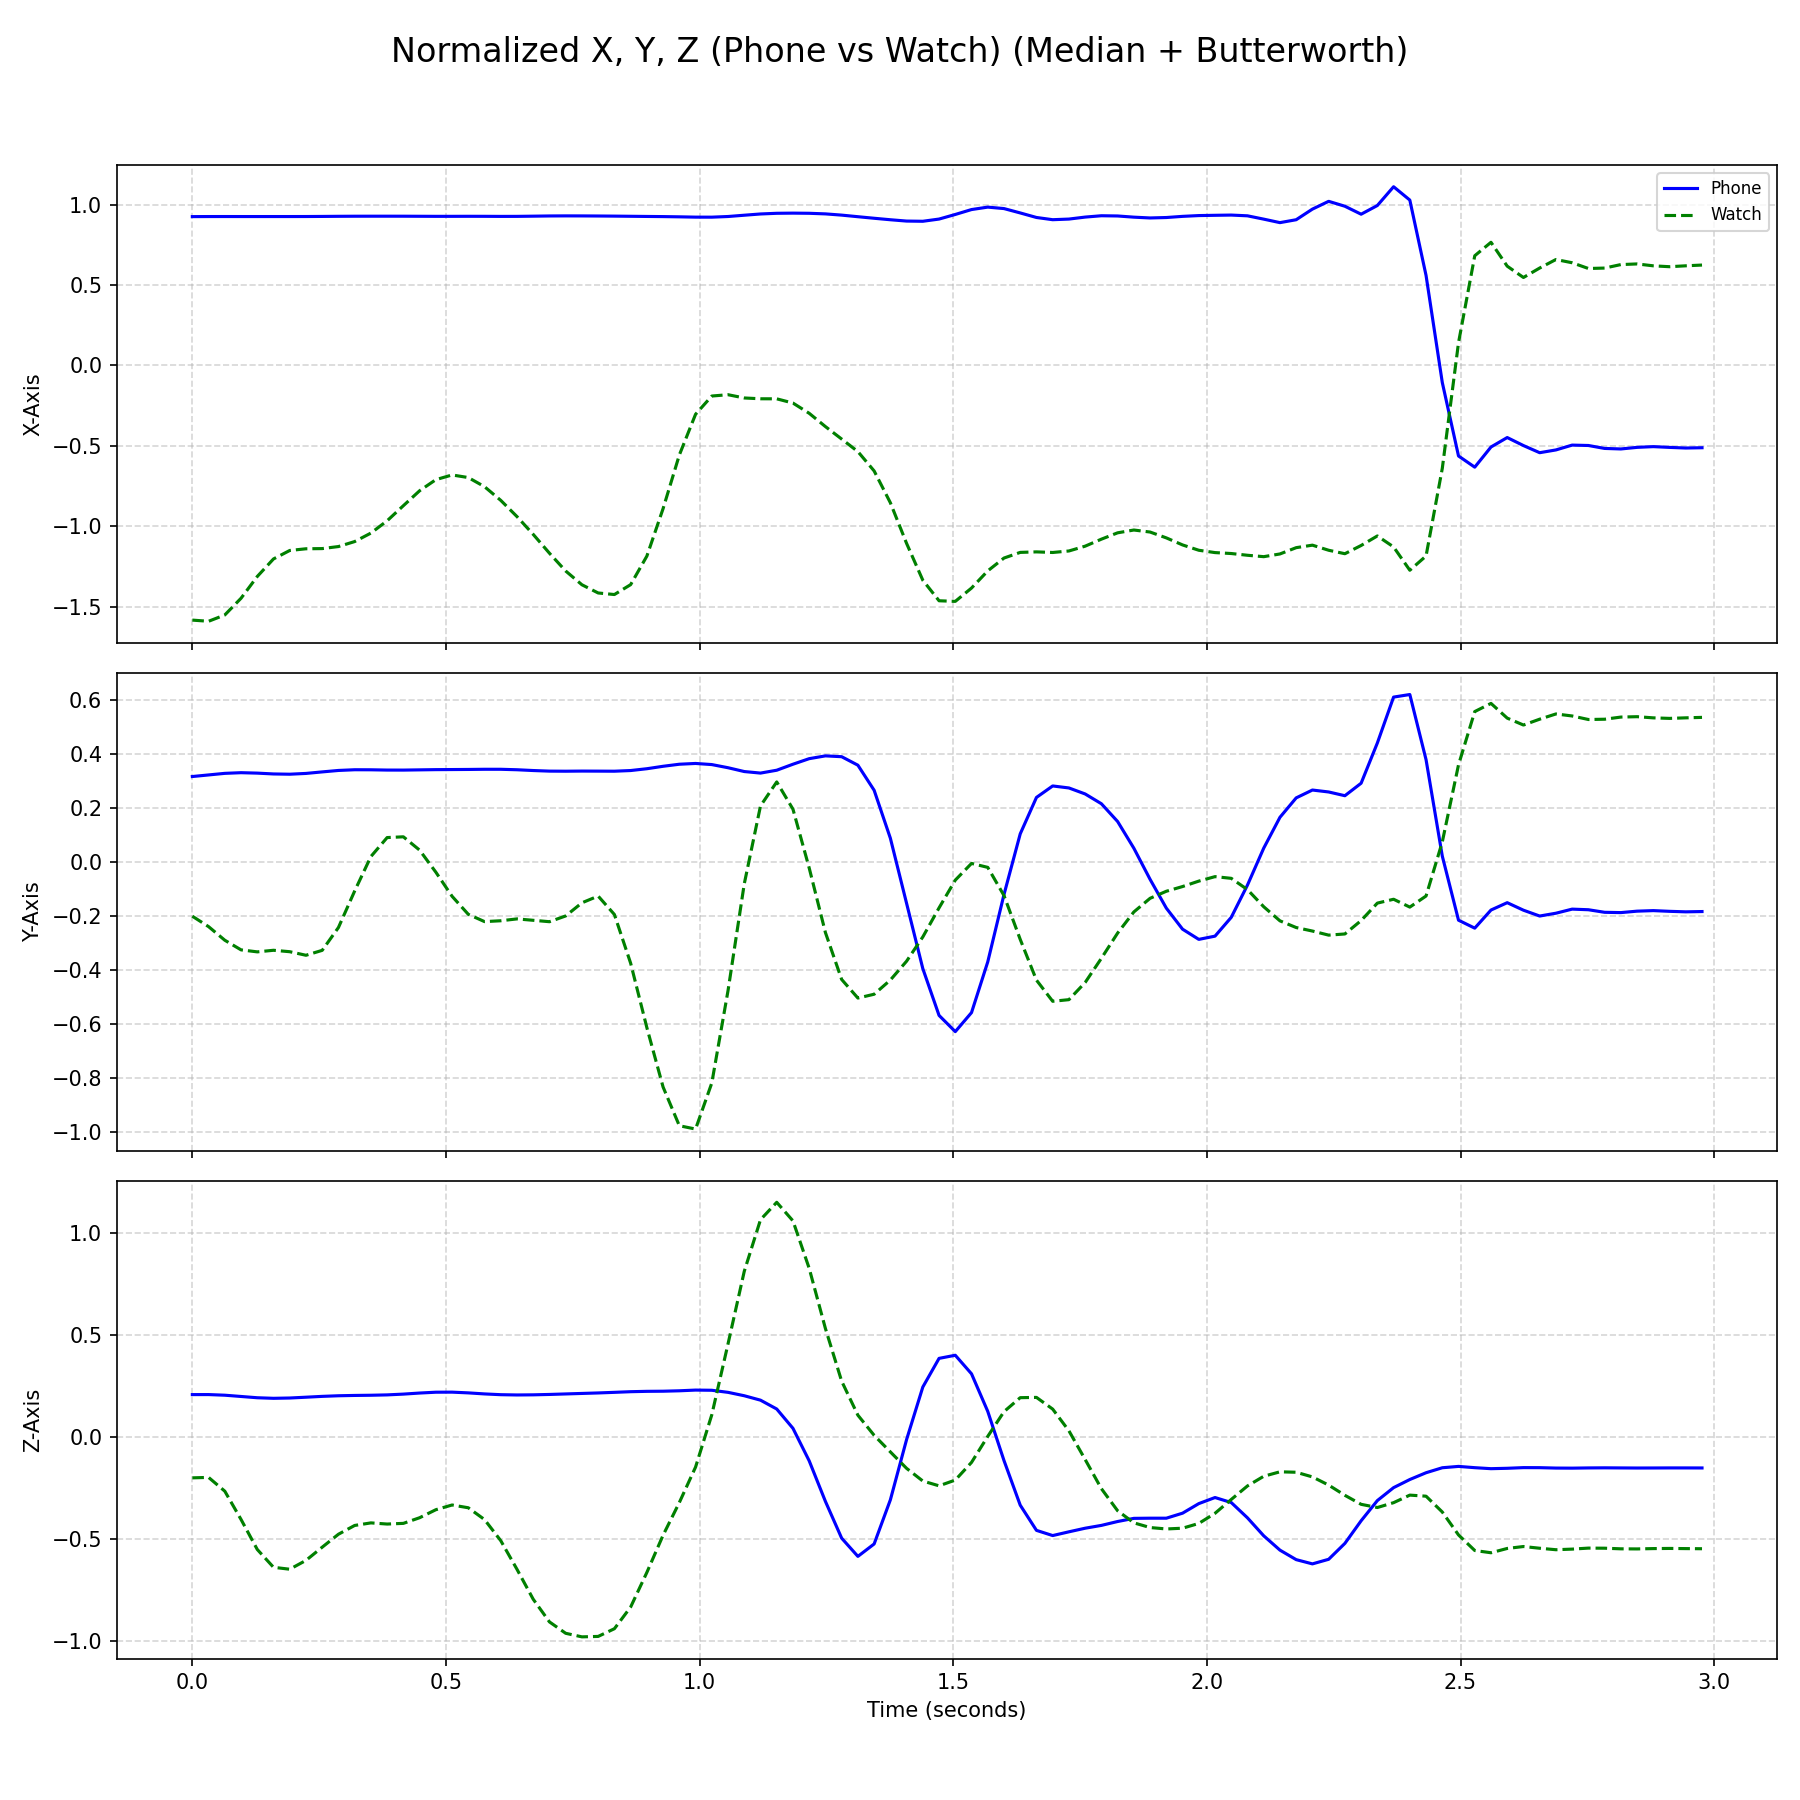 Normalized X, Y, Z (Phone vs Watch) (Median + Butterworth)
Phone
Watch
X-Axis
1.0
0.5
0.0
−0.5
−1.0
−1.5
Y-Axis
0.6
0.4
0.2
0.0
−0.2
−0.4
−0.6
−0.8
−1.0
Z-Axis
1.0
0.5
0.0
−0.5
−1.0
0.0 0.5 1.0 1.5 2.0 2.5 3.0
Time (seconds)